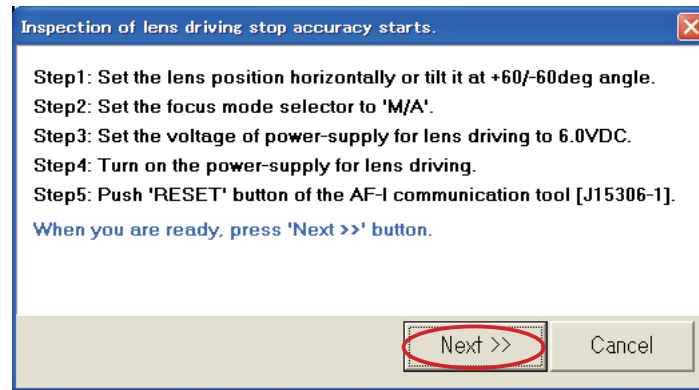 Inspection of lens driving stop accuracy starts.
Step1: Set the lens position horizontally or tilt it at +60/-60deg angle.
Step2: Set the focus mode selector to 'M/A'.
Step3: Set the voltage of power-supply for lens driving to 6.0VDC.
Step4: Turn on the power-supply for lens driving.
Step5: Push 'RESET' button of the AF-I communication tool [J15306-1].
When you are ready, press 'Next >>' button.
Next >> Cancel